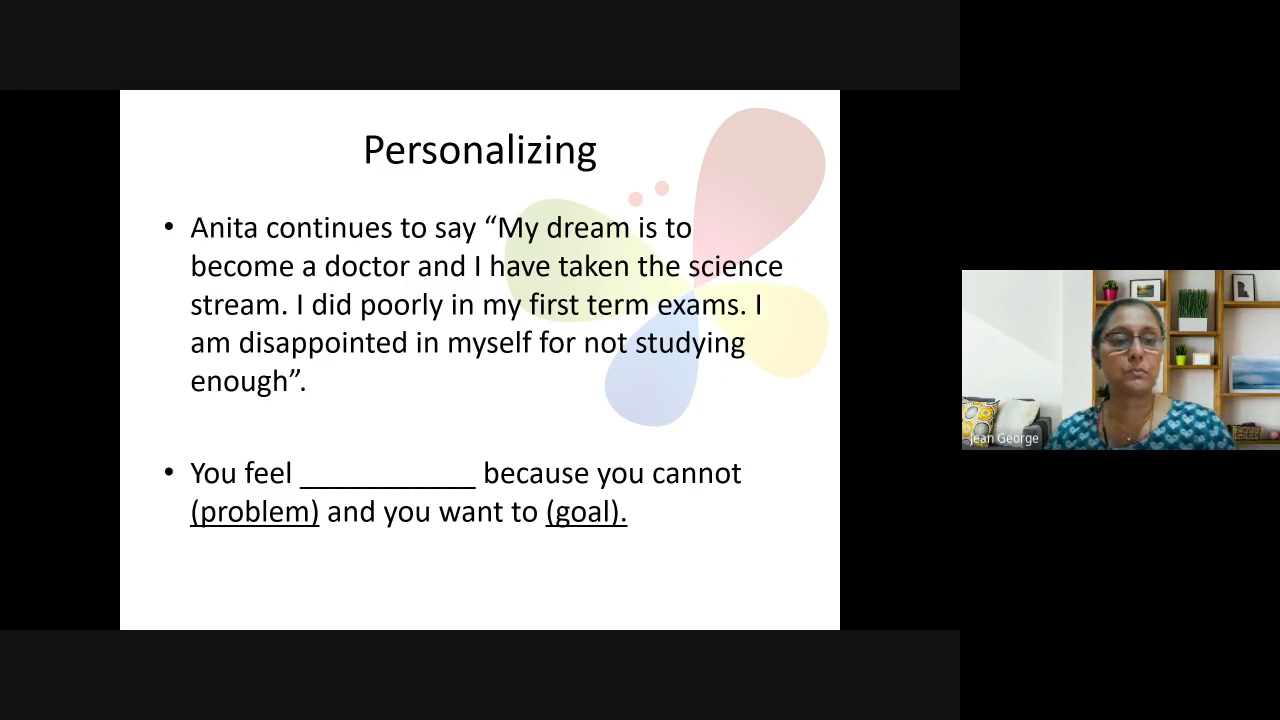 Personalizing
• Anita continues to say “My dream is to
become a doctor and I have taken the science
stream. I did poorly in my first term exams. I
am disappointed in myself for not studying
enough”.
• You feel ___________ because you cannot
(problem) and you want to (goal).
Jean George